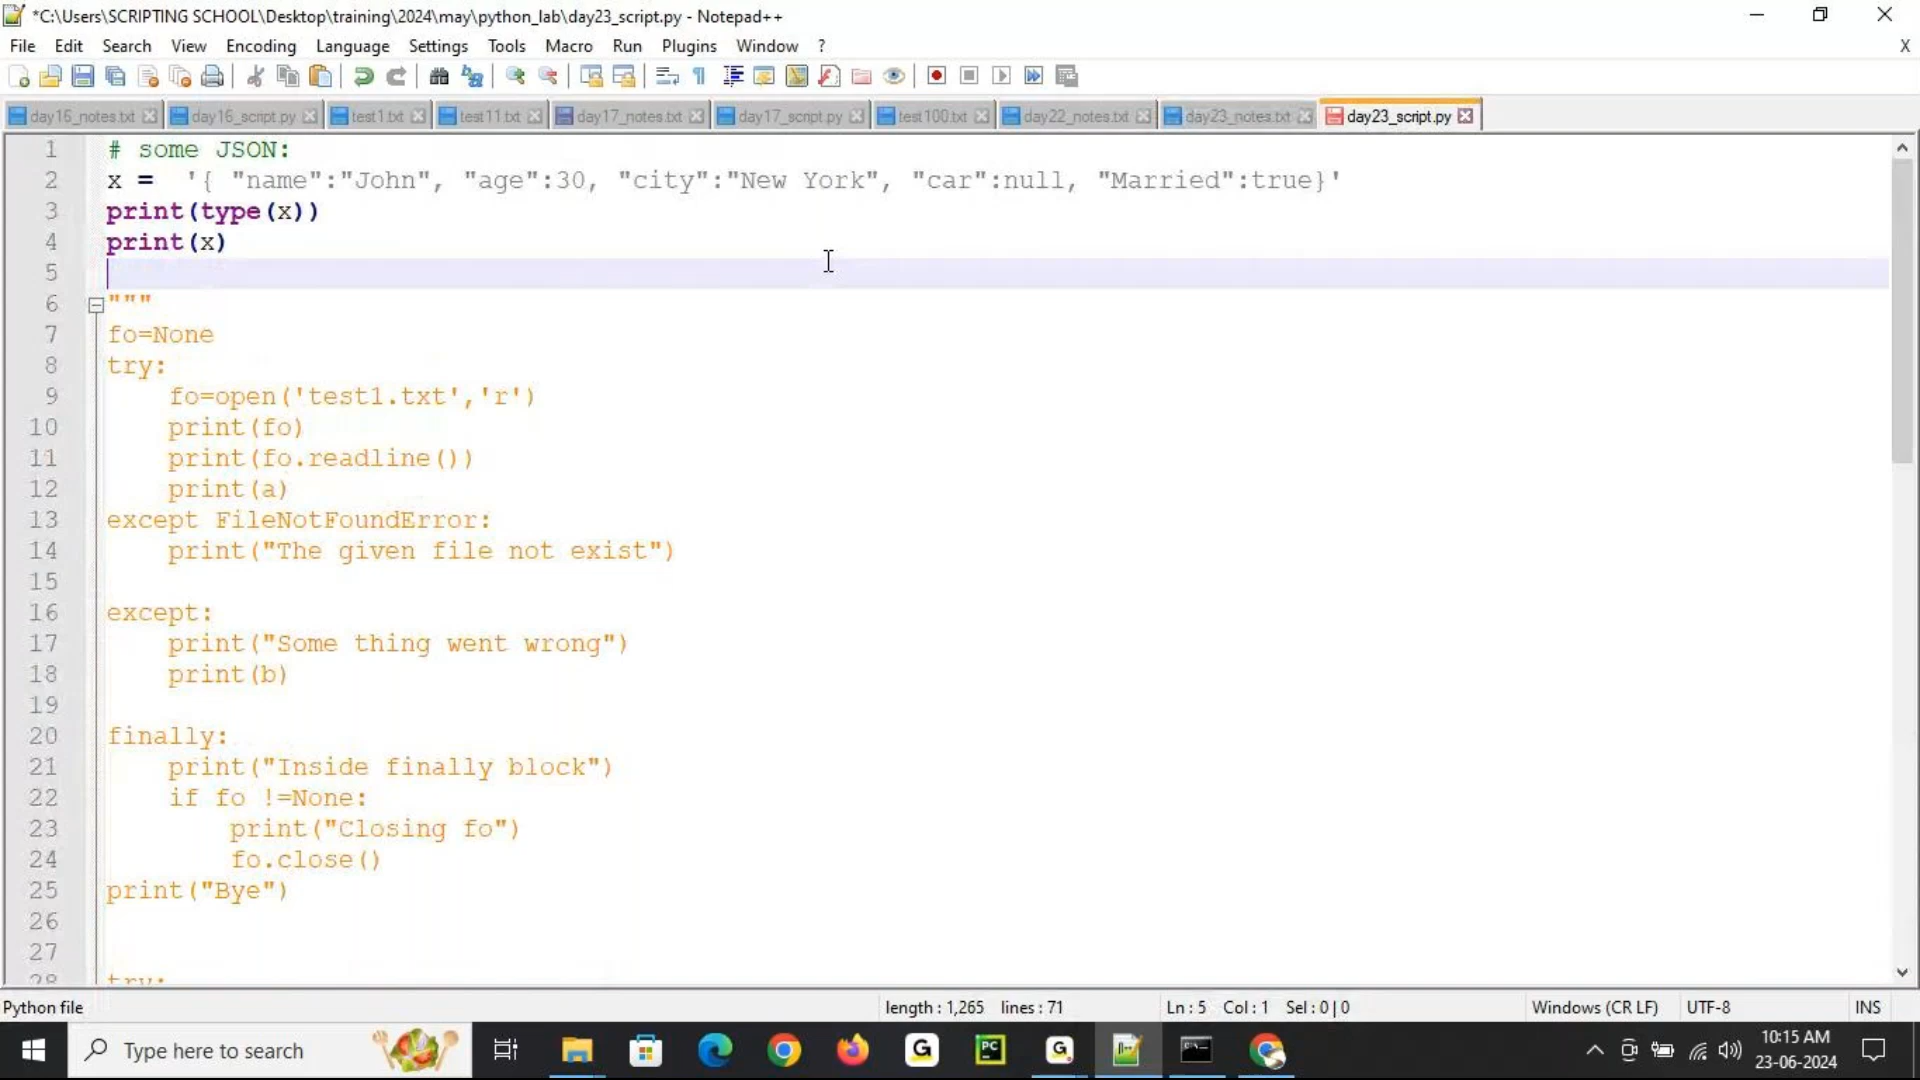 *C:\Users\SCRIPTING SCHOOL\Desktop\training\2024\may\python_lab\day23_script.py - Notepad++
File Edit Search View Encoding Language Settings Tools Macro Run Plugins Window ? X
day16_notes.txt day16_script.py test1.txt test11.txt day17_notes.txt day17_script.py test100.txt day22_notes.txt day23_notes.txt day23_script.py
1 # some JSON:
2 x =  '{ "name":"John", "age":30, "city":"New York", "car":null, "Married":true}'
3 print(type(x))
4 print(x)
5
6 """
7 fo=None
8 try:
9     fo=open('test1.txt','r')
10     print(fo)
11     print(fo.readline())
12     print(a)
13 except FileNotFoundError:
14     print("The given file not exist")
15
16 except:
17     print("Some thing went wrong")
18     print(b)
19
20 finally:
21     print("Inside finally block")
22     if fo !=None:
23         print("Closing fo")
24         fo.close()
25 print("Bye")
26
27
28 try:
Python file length : 1,265 lines : 71 Ln : 5 Col : 1 Sel : 0 | 0 Windows (CR LF) UTF-8 INS
Type here to search
10:15 AM
23-06-2024